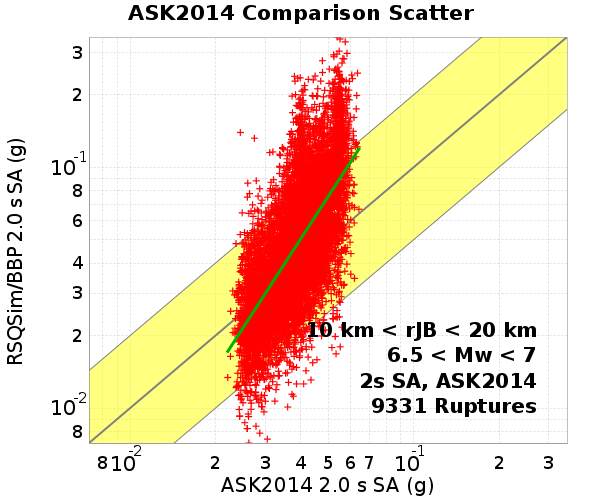 ASK2014 Comparison Scatter
RSQSim/BBP 2.0 s SA (g)
3
2
10⁻¹
8
6
4
3
2
10⁻²
8
10 km < rJB < 20 km
6.5 < Mw < 7
2s SA, ASK2014
9331 Ruptures
8 10⁻² 2 3 4 5 6 7 10⁻¹ 2 3
ASK2014 2.0 s SA (g)